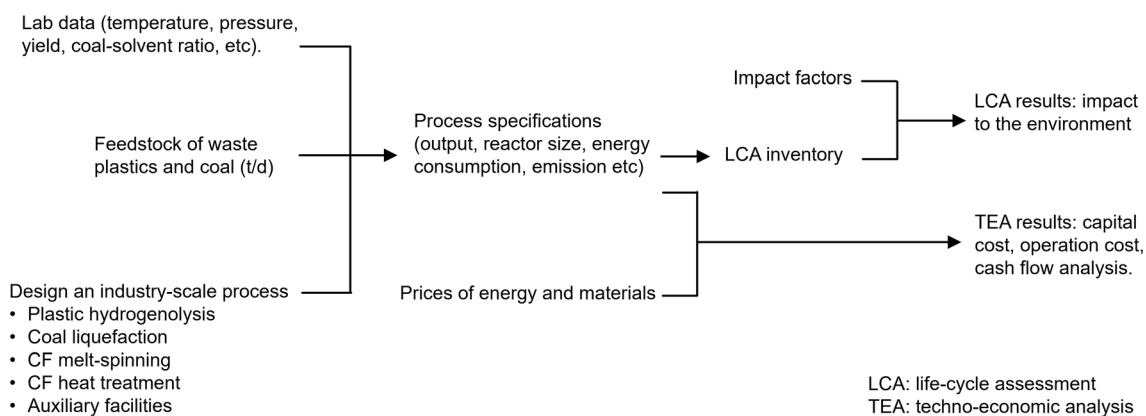 Lab data (temperature, pressure,
yield, coal-solvent ratio, etc).
Feedstock of waste
plastics and coal (t/d)
Design an industry-scale process
• Plastic hydrogenolysis
• Coal liquefaction
• CF melt-spinning
• CF heat treatment
• Auxiliary facilities
Process specifications
(output, reactor size, energy
consumption, emission etc)
Prices of energy and materials
Impact factors
LCA inventory
LCA results: impact
to the environment
TEA results: capital
cost, operation cost,
cash flow analysis.
LCA: life-cycle assessment
TEA: techno-economic analysis